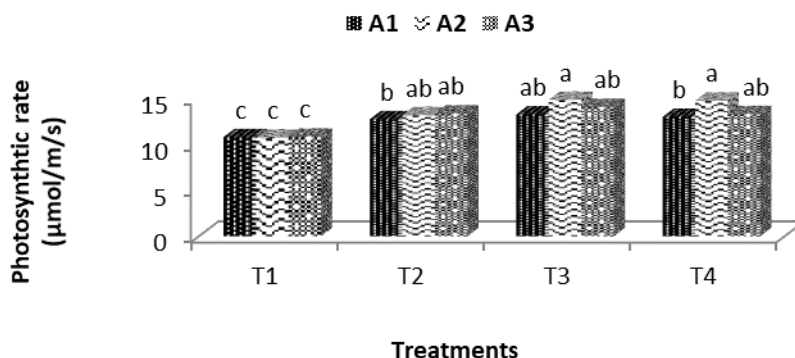 A1 A2 A3
Photosynthtic rate
(µmol/m/s)
15
10
5
0
c c c
b ab ab
ab a ab
b a ab
T1 T2 T3 T4
Treatments